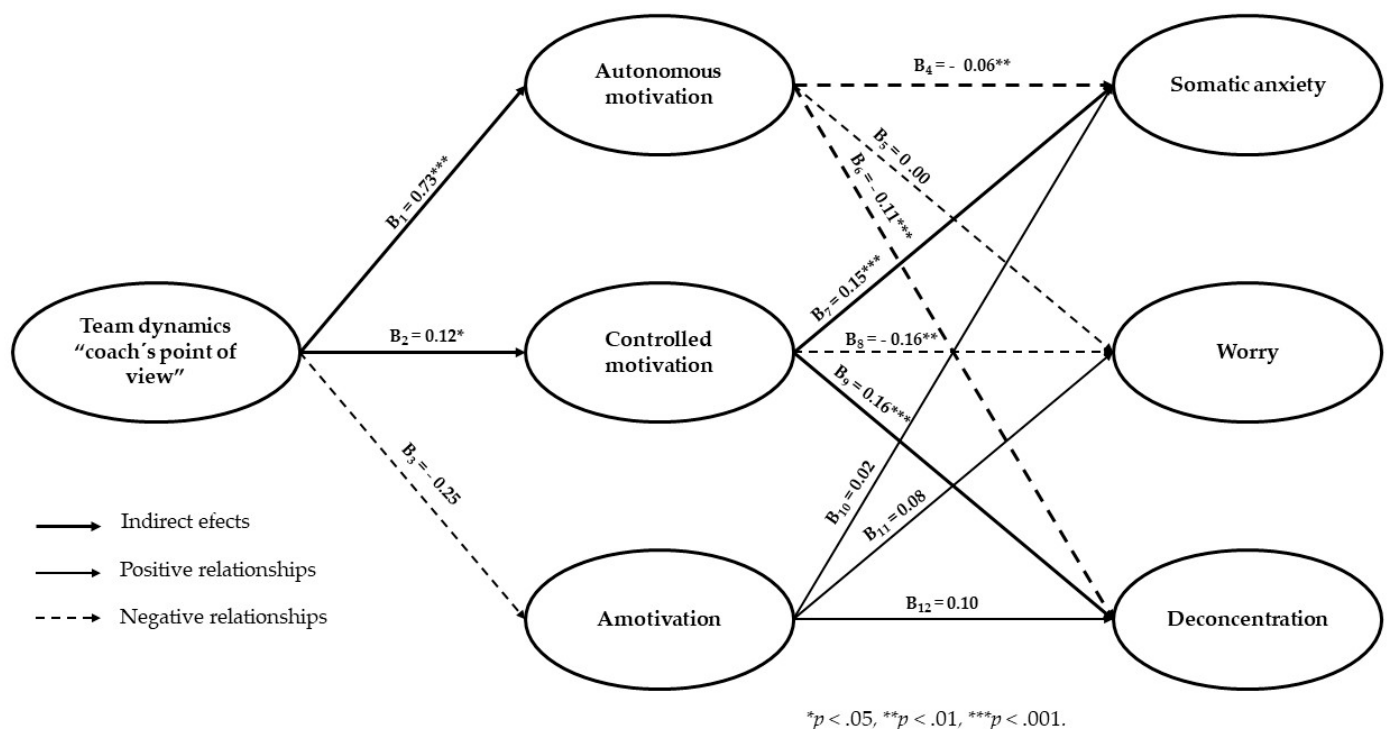 Autonomous
motivation
B4 = - 0.06**
Somatic anxiety
B1 = 0.73***
B5 = 0.00
B6 = - 0.11***
B7 = 0.15***
Team dynamics
“coach´s point of
view”
B2 = 0.12*
Controlled
motivation
B8 = - 0.16**
Worry
B9 = 0.16***
B3 = - 0.25
B10 = 0.02
B11 = 0.08
Indirect efects
Positive relationships
Negative relationships
Amotivation
B12 = 0.10
Deconcentration
*p < .05, **p < .01, ***p < .001.